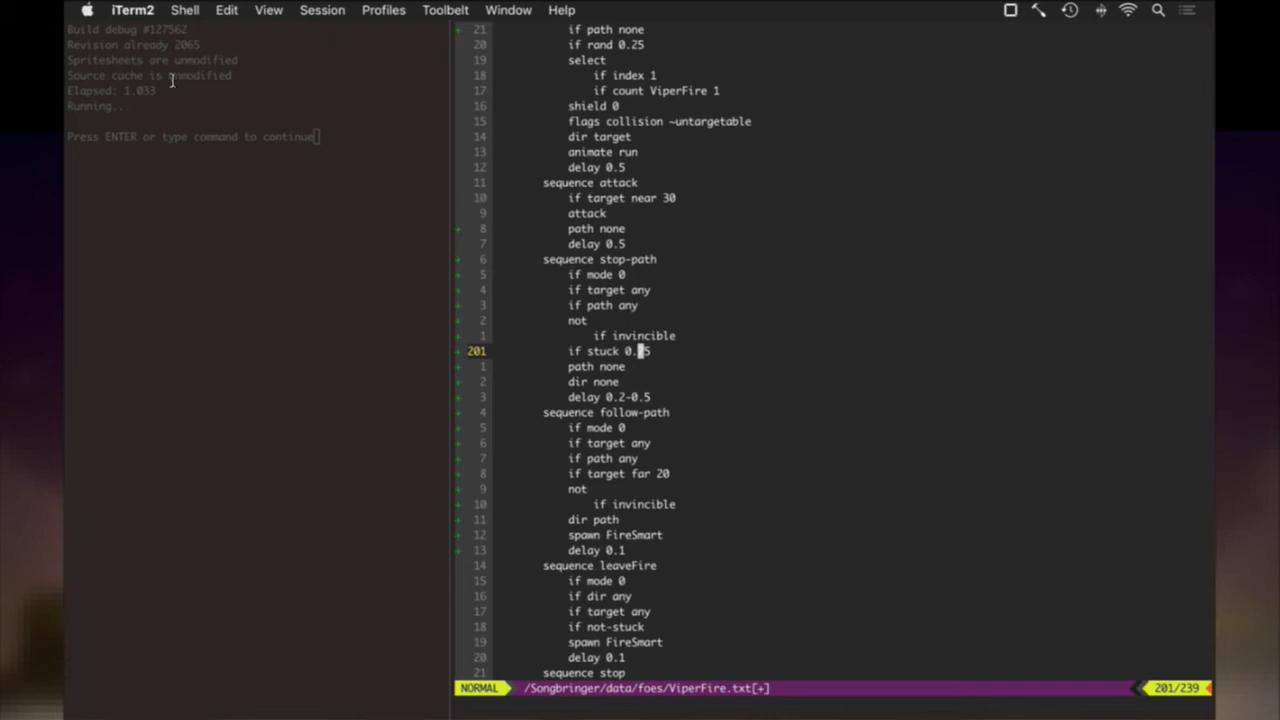 iTerm2 Shell Edit View Session Profiles Toolbelt Window Help
Build debug #127562
Revision already 2065
Spritesheets are unmodified
Source cache is unmodified
Elapsed: 1.033
Running...
Press ENTER or type command to continue
+ 21 if path none
20 if rand 0.25
19 select
18 if index 1
17 if count ViperFire 1
16 shield 0
15 flags collision ~untargetable
14 dir target
13 animate run
12 delay 0.5
11 sequence attack
10 if target near 30
9 attack
+ 8 path none
7 delay 0.5
+ 6 sequence stop-path
+ 5 if mode 0
+ 4 if target any
+ 3 if path any
+ 2 not
+ 1 if invincible
+ 201 if stuck 0.75
+ 1 path none
+ 2 dir none
+ 3 delay 0.2-0.5
+ 4 sequence follow-path
+ 5 if mode 0
+ 6 if target any
+ 7 if path any
+ 8 if target far 20
+ 9 not
+ 10 if invincible
+ 11 dir path
+ 12 spawn FireSmart
+ 13 delay 0.1
14 sequence leaveFire
15 if mode 0
16 if dir any
17 if target any
18 if not-stuck
19 spawn FireSmart
20 delay 0.1
21 sequence stop
NORMAL /Songbringer/data/foes/ViperFire.txt[+] 201/239